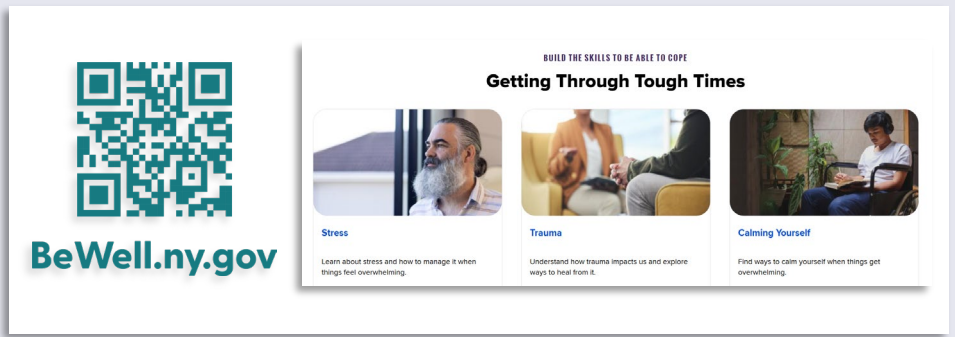 BeWell.ny.gov
BUILD THE SKILLS TO BE ABLE TO COPE
Getting Through Tough Times
Stress
Learn about stress and how to manage it when
things feel overwhelming.
Trauma
Understand how trauma impacts us and explore
ways to heal from it.
Calming Yourself
Find ways to calm yourself when things get
overwhelming.